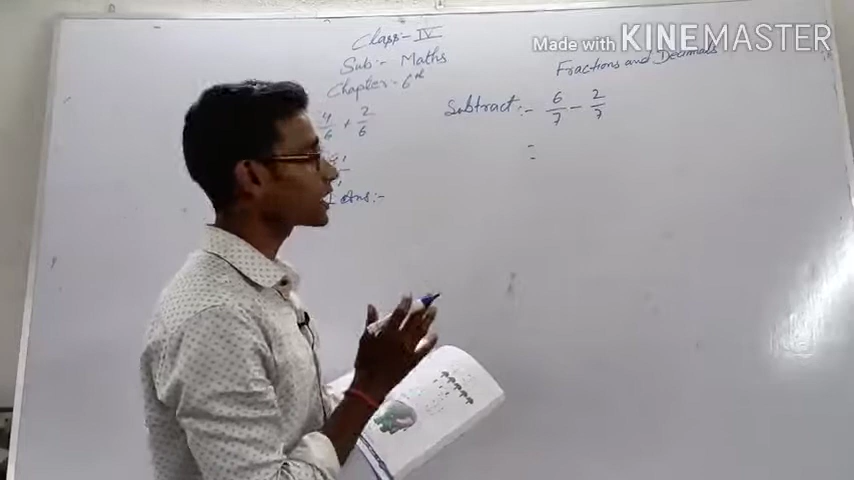 Made with KINEMASTER
Class:- IV
Sub:- Maths
Chapter:- 6th
Fractions and Decimals
4/6 + 2/6
Ans:-
Subtract:- 6/7 - 2/7
=